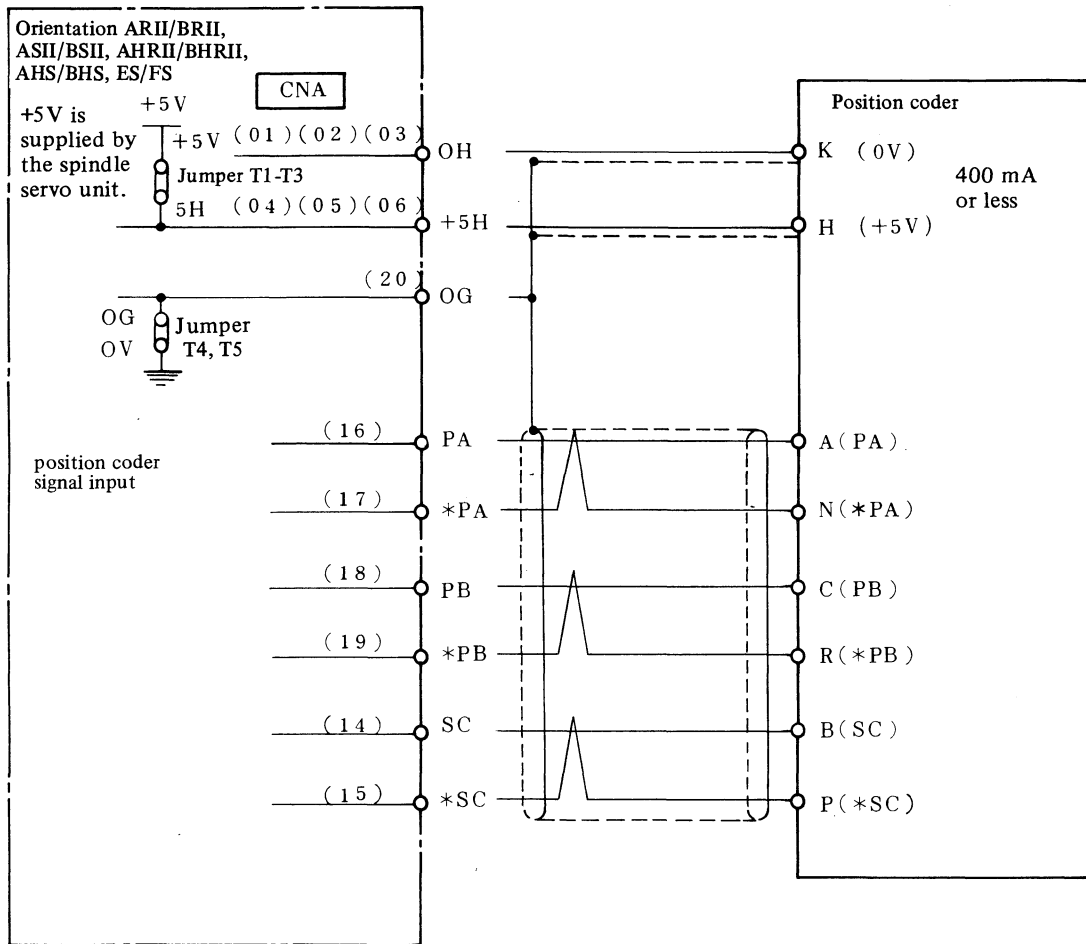 Orientation ARII/BRII,
ASII/BSII, AHRII/BHRII,
AHS/BHS, ES/FS
CNA
+5V is
supplied by
the spindle
servo unit.
+5V
+5V (01)(02)(03)
OH
Jumper T1-T3
5H (04)(05)(06)
+5H
(20)
OG
OG
OV
Jumper
T4, T5
position coder
signal input
(16)
PA
(17)
*PA
(18)
PB
(19)
*PB
(14)
SC
(15)
*SC
Position coder
K (0V)
400 mA
or less
H (+5V)
A(PA)
N(*PA)
C(PB)
R(*PB)
B(SC)
P(*SC)